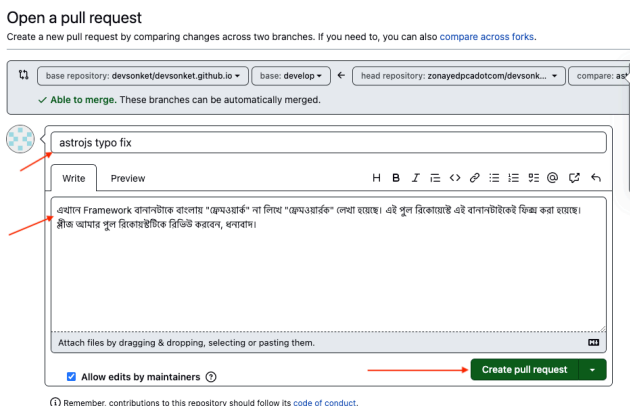 Open a pull request
Create a new pull request by comparing changes across two branches. If you need to, you can also compare across forks.
base repository: devsonket/devsonket.github.io
base: develop
head repository: zonayedpcadotcom/devsonk...
compare: ast
Able to merge. These branches can be automatically merged.
astrojs typo fix
Write
Preview
এখানে Framework বানানটাকে বাংলায় "ফ্রেমওয়ার্ক" না লিখে "ফ্রেমওয়ার্রক" লেখা হয়েছে। এই পুল রিকোয়েস্টে এই বানানটাইকেই ফিক্স করা হয়েছে।
প্লীজ আমার পুল রিকোয়স্টটিকে রিভিউ করবেন, ধন্যবাদ।
Attach files by dragging & dropping, selecting or pasting them.
Allow edits by maintainers
Create pull request
Remember, contributions to this repository should follow its code of conduct.